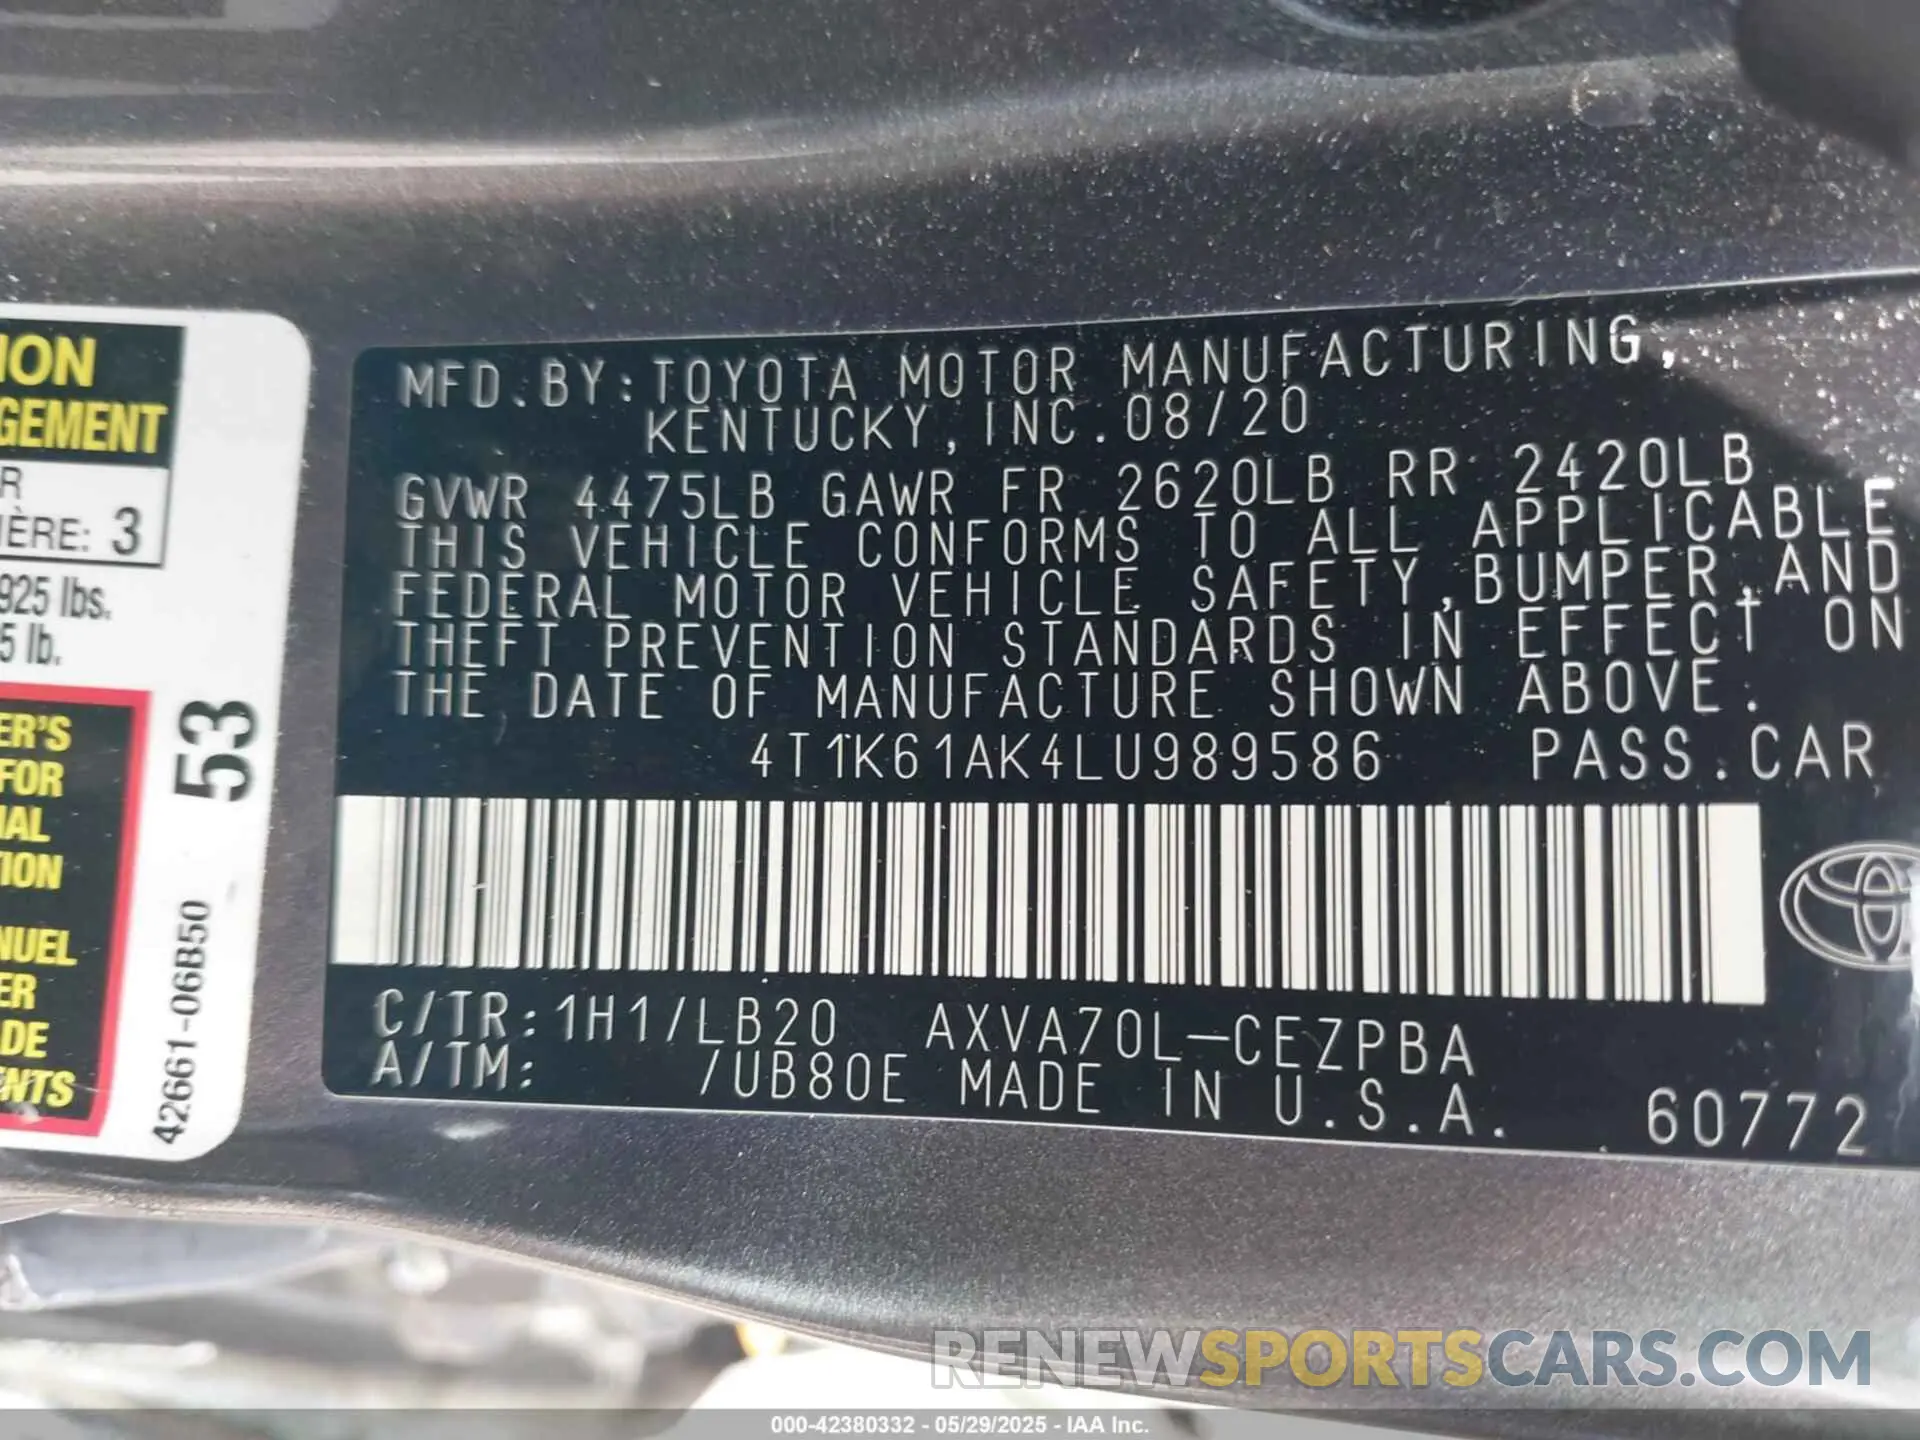 ION
GEMENT
R
IÈRE: 3
925 lbs.
5 lb.
ER'S
FOR
IAL
TION
NUEL
ER
DE
ENTS
53
42661-06B50
MFD.BY:TOYOTA MOTOR MANUFACTURING,
KENTUCKY,INC.08/20
GVWR 4475LB GAWR FR 2620LB RR 2420LB
THIS VEHICLE CONFORMS TO ALL APPLICABLE
FEDERAL MOTOR VEHICLE SAFETY,BUMPER,AND
THEFT PREVENTION STANDARDS IN EFFECT ON
THE DATE OF MANUFACTURE SHOWN ABOVE.
4T1K61AK4LU989586 PASS.CAR
C/TR:1H1/LB20 AXVA70L-CEZPBA
A/TM: /UB80E MADE IN U.S.A.
60772
RENEWSPORTSCARS.COM
000-42380332 - 05/29/2025 - IAA Inc.